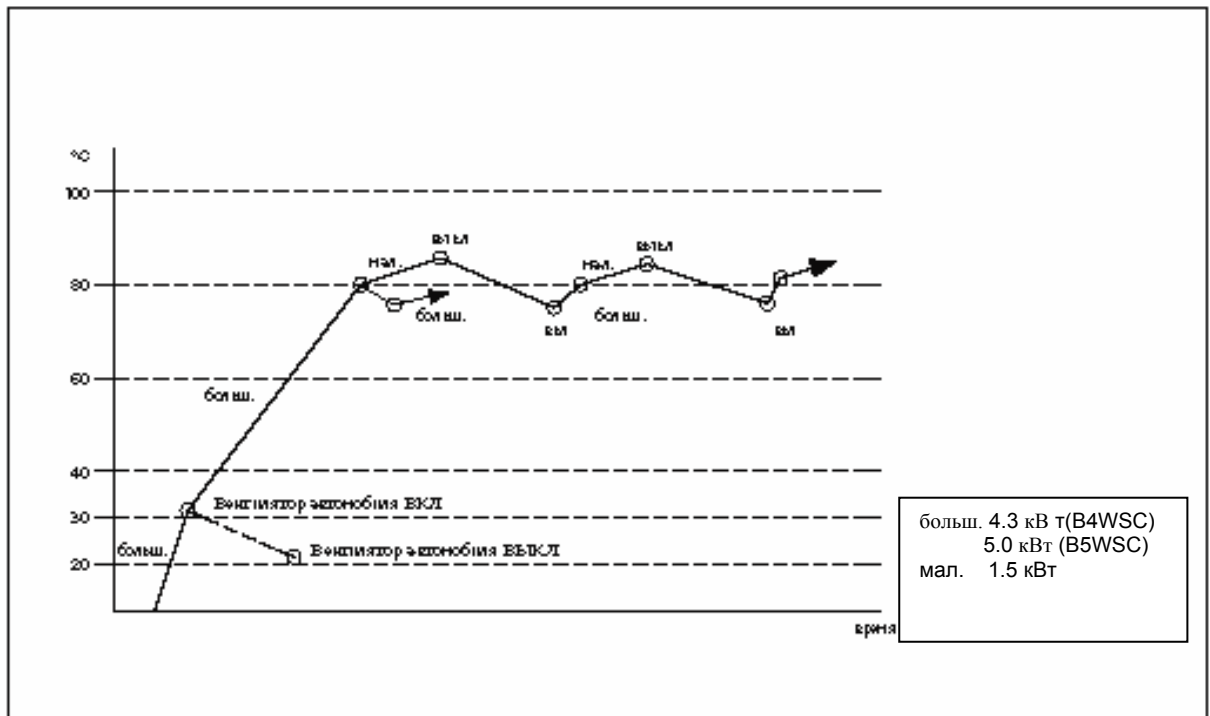 °C
100
выкл
выкл
мал.
мал.
80
больш.
больш.
вкл
вкл
60
больш.
40
Вентилятор автомобиля ВКЛ
30
больш.
Вентилятор автомобиля ВЫКЛ
20
время
больш. 4.3 кВ т(B4WSC)
5.0 кВт (B5WSC)
мал. 1.5 кВт